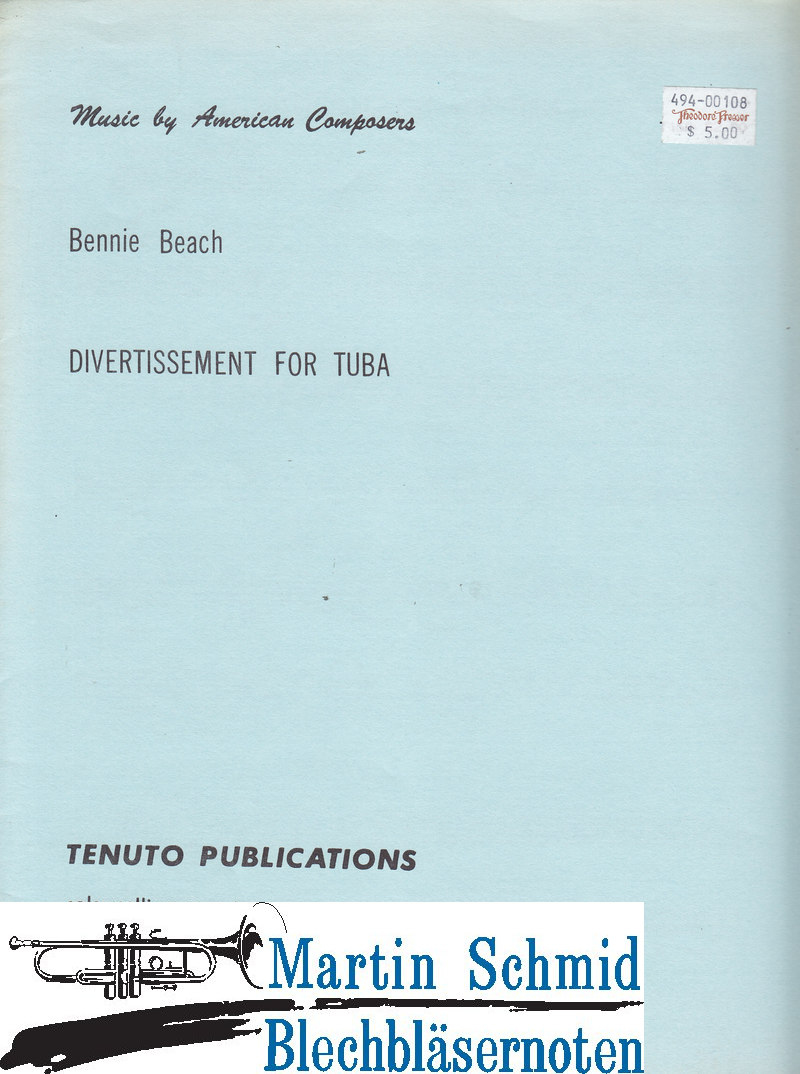 Music by American Composers
494-00108
Theodore Presser
$ 5.00
Bennie Beach
DIVERTISSEMENT FOR TUBA
TENUTO PUBLICATIONS
Martin Schmid
Blechbläsernoten